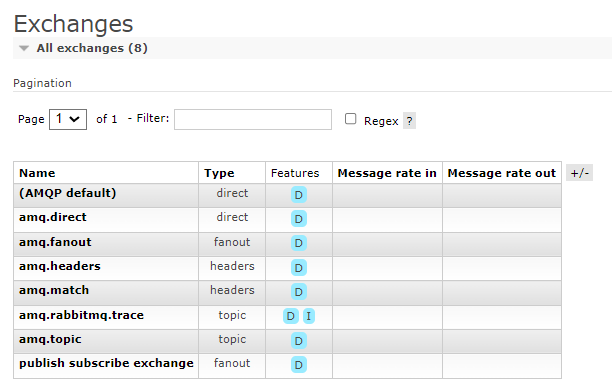 Exchanges
All exchanges (8)
Pagination
Page 1 of 1 - Filter: Regex ?
Name Type Features Message rate in Message rate out +/-
(AMQP default) direct D
amq.direct direct D
amq.fanout fanout D
amq.headers headers D
amq.match headers D
amq.rabbitmq.trace topic D I
amq.topic topic D
publish subscribe exchange fanout D